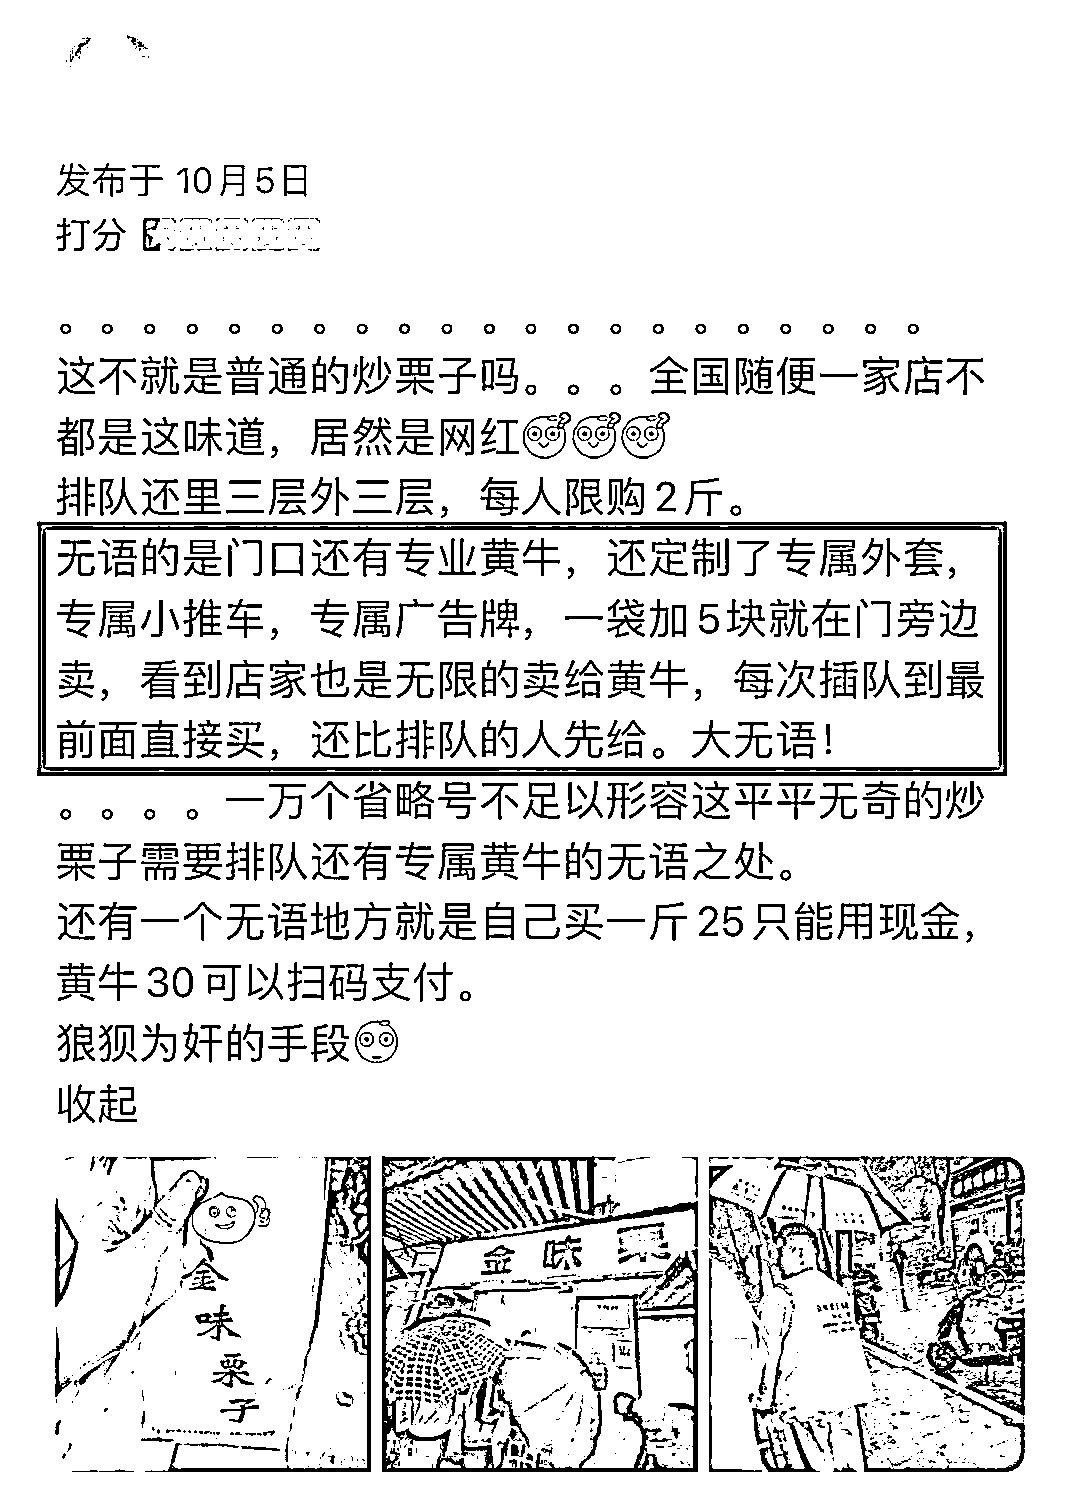 发布于 10月5日
打分
。。。。。。。。。。。。。。。。。。。。。
这不就是普通的炒栗子吗。。。全国随便一家店不
都是这味道，居然是网红
排队还里三层外三层，每人限购2斤。
无语的是门口还有专业黄牛，还定制了专属外套，
专属小推车，专属广告牌，一袋加5块就在门旁边
卖，看到店家也是无限的卖给黄牛，每次插队到最
前面直接买，还比排队的人先给。大无语！
。。。。一万个省略号不足以形容这平平无奇的炒
栗子需要排队还有专属黄牛的无语之处。
还有一个无语地方就是自己买一斤25只能用现金，
黄牛30可以扫码支付。
狼狈为奸的手段
收起
金味栗子
金味栗